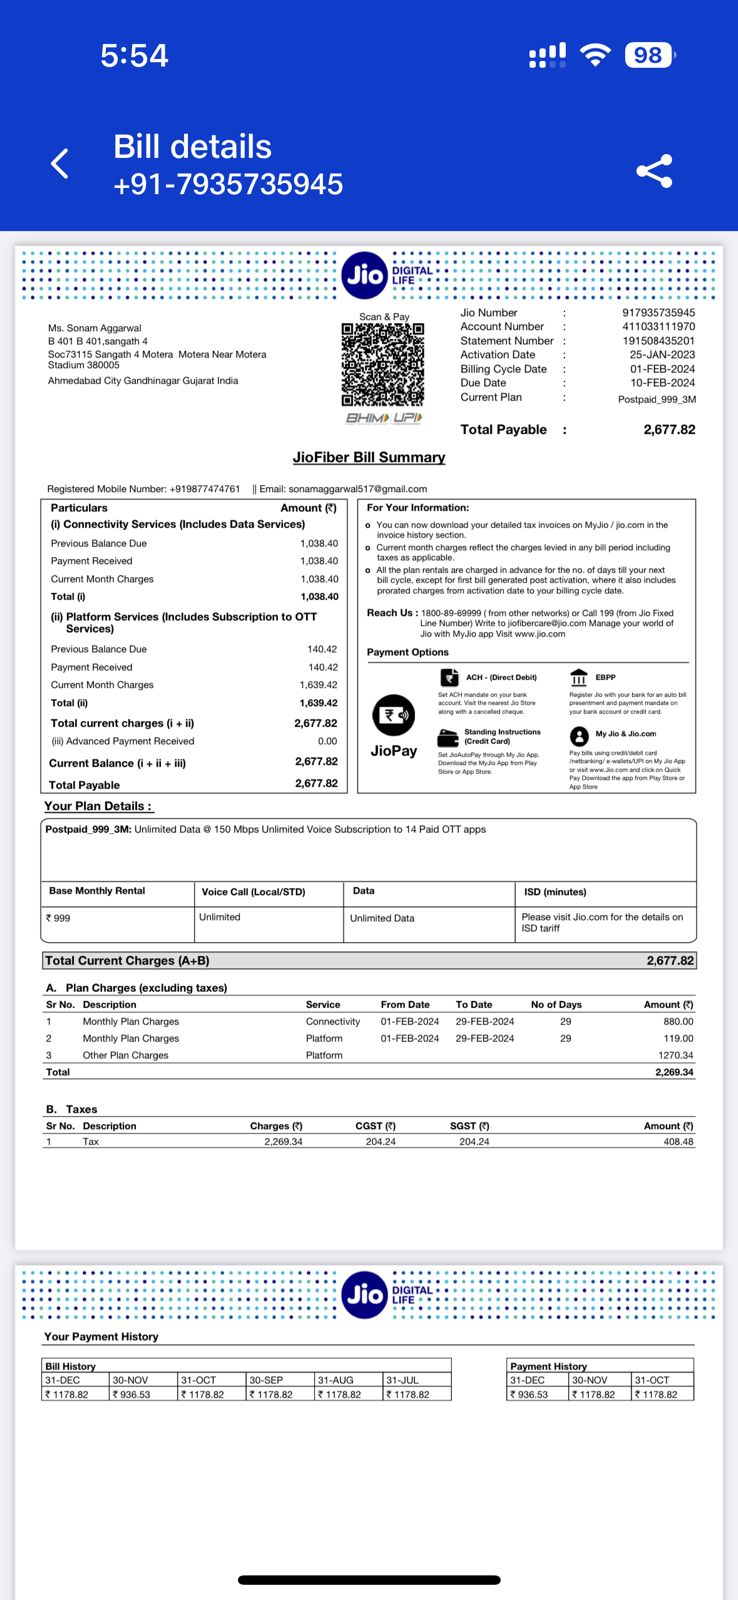 5:54
98
Bill details
+91-7935735945
Jio DIGITAL LIFE
Ms. Sonam Aggarwal
B 401 B 401,sangath 4
Soc73115 Sangath 4 Motera Motera Near Motera
Stadium 380005
Ahmedabad City Gandhinagar Gujarat India
Scan & Pay
BHIM UPI
Jio Number : 917935735945
Account Number : 411033111970
Statement Number : 191508435201
Activation Date : 25-JAN-2023
Billing Cycle Date : 01-FEB-2024
Due Date : 10-FEB-2024
Current Plan : Postpaid_999_3M
Total Payable : 2,677.82
JioFiber Bill Summary
Registered Mobile Number: +919877474761 || Email: sonamaggarwal517@gmail.com
Particulars Amount (₹)
(i) Connectivity Services (Includes Data Services)
Previous Balance Due 1,038.40
Payment Received 1,038.40
Current Month Charges 1,038.40
Total (i) 1,038.40
(ii) Platform Services (Includes Subscription to OTT
Services)
Previous Balance Due 140.42
Payment Received 140.42
Current Month Charges 1,639.42
Total (ii) 1,639.42
Total current charges (i + ii) 2,677.82
(iii) Advanced Payment Received 0.00
Current Balance (i + ii + iii) 2,677.82
Total Payable 2,677.82
For Your Information:
o You can now download your detailed tax invoices on MyJio / jio.com in the
invoice history section.
o Current month charges reflect the charges levied in any bill period including
taxes as applicable.
o All the plan rentals are charged in advance for the no. of days till your next
bill cycle, except for first bill generated post activation, where it also includes
prorated charges from activation date to your billing cycle date.
Reach Us : 1800-89-69999 ( from other networks) or Call 199 (from Jio Fixed
Line Number) Write to jiofibercare@jio.com Manage your world of
Jio with MyJio app Visit www.jio.com
Payment Options
JioPay
ACH - (Direct Debit)
Set ACH mandate on your bank
account. Visit the nearest Jio Store
along with a cancelled cheque.
EBPP
Register Jio with your bank for an auto bill
presentment and payment mandate on
your bank account or credit card.
Standing Instructions
(Credit Card)
Set JioAutoPay through My Jio App.
Download the MyJio App from Play
Store or App Store.
My Jio & Jio.com
Pay bills using credit/debit card
/netbanking/ e-wallets/UPI on My Jio App
or visit www.Jio.com and click on Quick
Pay Download the app from Play Store or
App Store
Your Plan Details :
Postpaid_999_3M: Unlimited Data @ 150 Mbps Unlimited Voice Subscription to 14 Paid OTT apps
Base Monthly Rental Voice Call (Local/STD) Data ISD (minutes)
₹ 999 Unlimited Unlimited Data Please visit Jio.com for the details on
ISD tariff
Total Current Charges (A+B) 2,677.82
A. Plan Charges (excluding taxes)
Sr No. Description Service From Date To Date No of Days Amount (₹)
1 Monthly Plan Charges Connectivity 01-FEB-2024 29-FEB-2024 29 880.00
2 Monthly Plan Charges Platform 01-FEB-2024 29-FEB-2024 29 119.00
3 Other Plan Charges Platform 1270.34
Total 2,269.34
B. Taxes
Sr No. Description Charges (₹) CGST (₹) SGST (₹) Amount (₹)
1 Tax 2,269.34 204.24 204.24 408.48
Jio DIGITAL LIFE
Your Payment History
Bill History
31-DEC 30-NOV 31-OCT 30-SEP 31-AUG 31-JUL
₹ 1178.82 ₹ 936.53 ₹ 1178.82 ₹ 1178.82 ₹ 1178.82 ₹ 1178.82
Payment History
31-DEC 30-NOV 31-OCT
₹ 936.53 ₹ 1178.82 ₹ 1178.82